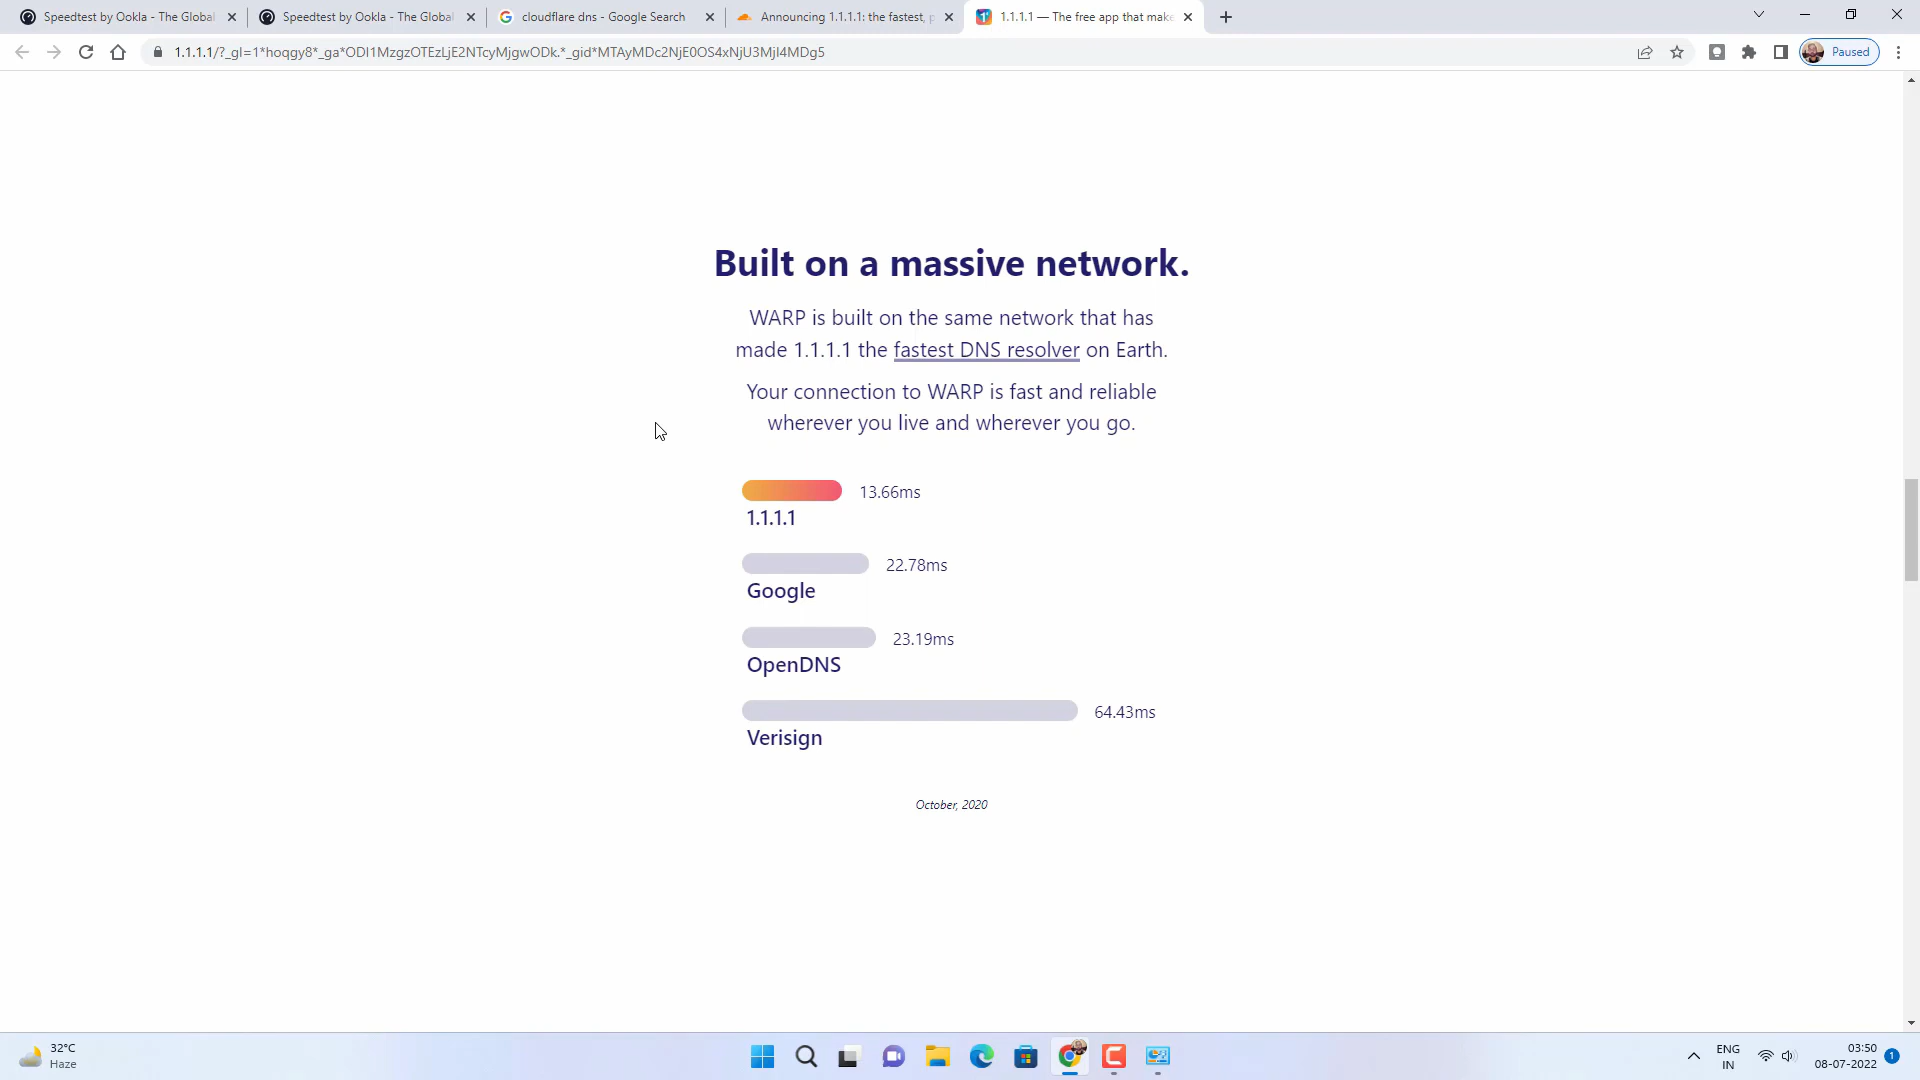 Speedtest by Ookla - The Global
Speedtest by Ookla - The Global
cloudflare dns - Google Search
Announcing 1.1.1.1: the fastest, p
1.1.1.1 — The free app that make
1.1.1.1/?_gl=1*hoqgy8*_ga*ODI1MzgzOTEzLjE2NTcyMjgwODk.*_gid*MTAyMDc2NjE0OS4xNjU3MjI4MDg5
Paused
Built on a massive network.
WARP is built on the same network that has
made 1.1.1.1 the fastest DNS resolver on Earth.
Your connection to WARP is fast and reliable
wherever you live and wherever you go.
13.66ms
1.1.1.1
22.78ms
Google
23.19ms
OpenDNS
64.43ms
Verisign
October, 2020
32°C
Haze
ENG
IN
03:50
08-07-2022
1